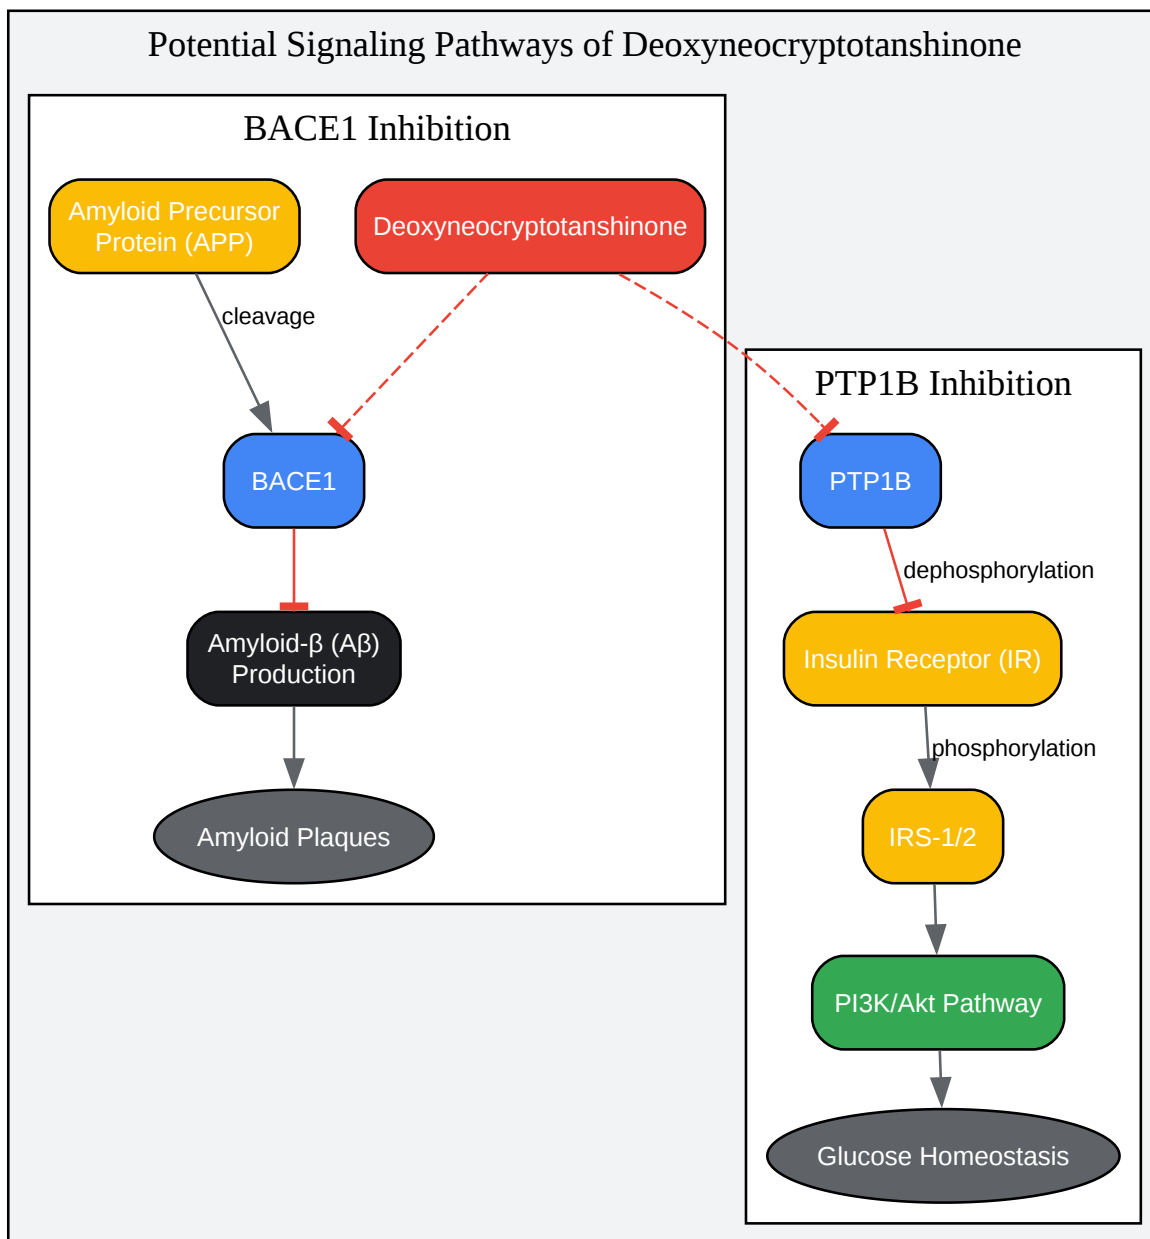 Potential Signaling Pathways of Deoxyneocryptotanshinone
BACE1 Inhibition
Amyloid Precursor
Protein (APP)
Deoxyneocryptotanshinone
cleavage
BACE1
Amyloid-β (Aβ)
Production
Amyloid Plaques
PTP1B Inhibition
PTP1B
dephosphorylation
Insulin Receptor (IR)
phosphorylation
IRS-1/2
PI3K/Akt Pathway
Glucose Homeostasis